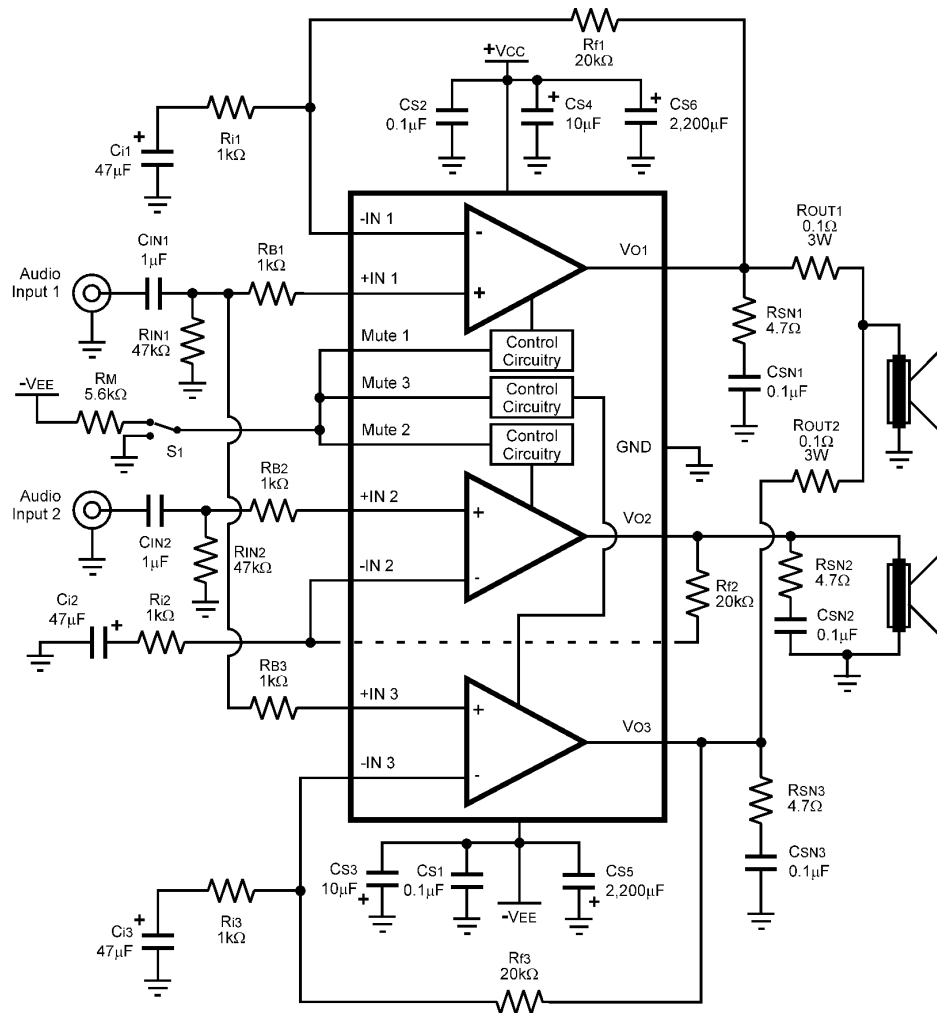 Rf1
20kΩ
+VCC
CS2
0.1µF
+
CS4
10µF
+
CS6
2,200µF
Ri1
1kΩ
+
Ci1
47µF
-IN 1
-
VO1
ROUT1
0.1Ω
3W
CIN1
1µF
RB1
1kΩ
Audio
Input 1
+IN 1
+
RIN1
47kΩ
RSN1
4.7Ω
CSN1
0.1µF
Mute 1
Control
Circuitry
-VEE
RM
5.6kΩ
Mute 3
Control
Circuitry
S1
Mute 2
Control
Circuitry
GND
ROUT2
0.1Ω
3W
RB2
1kΩ
Audio
Input 2
+IN 2
+
VO2
CIN2
1µF
RIN2
47kΩ
-IN 2
-
Rf2
20kΩ
RSN2
4.7Ω
CSN2
0.1µF
Ci2
47µF
+
Ri2
1kΩ
RB3
1kΩ
+IN 3
+
VO3
-IN 3
-
RSN3
4.7Ω
CSN3
0.1µF
CS3
10µF
+
CS1
0.1µF
CS5
2,200µF
+
-VEE
Ri3
1kΩ
+
Ci3
47µF
Rf3
20kΩ